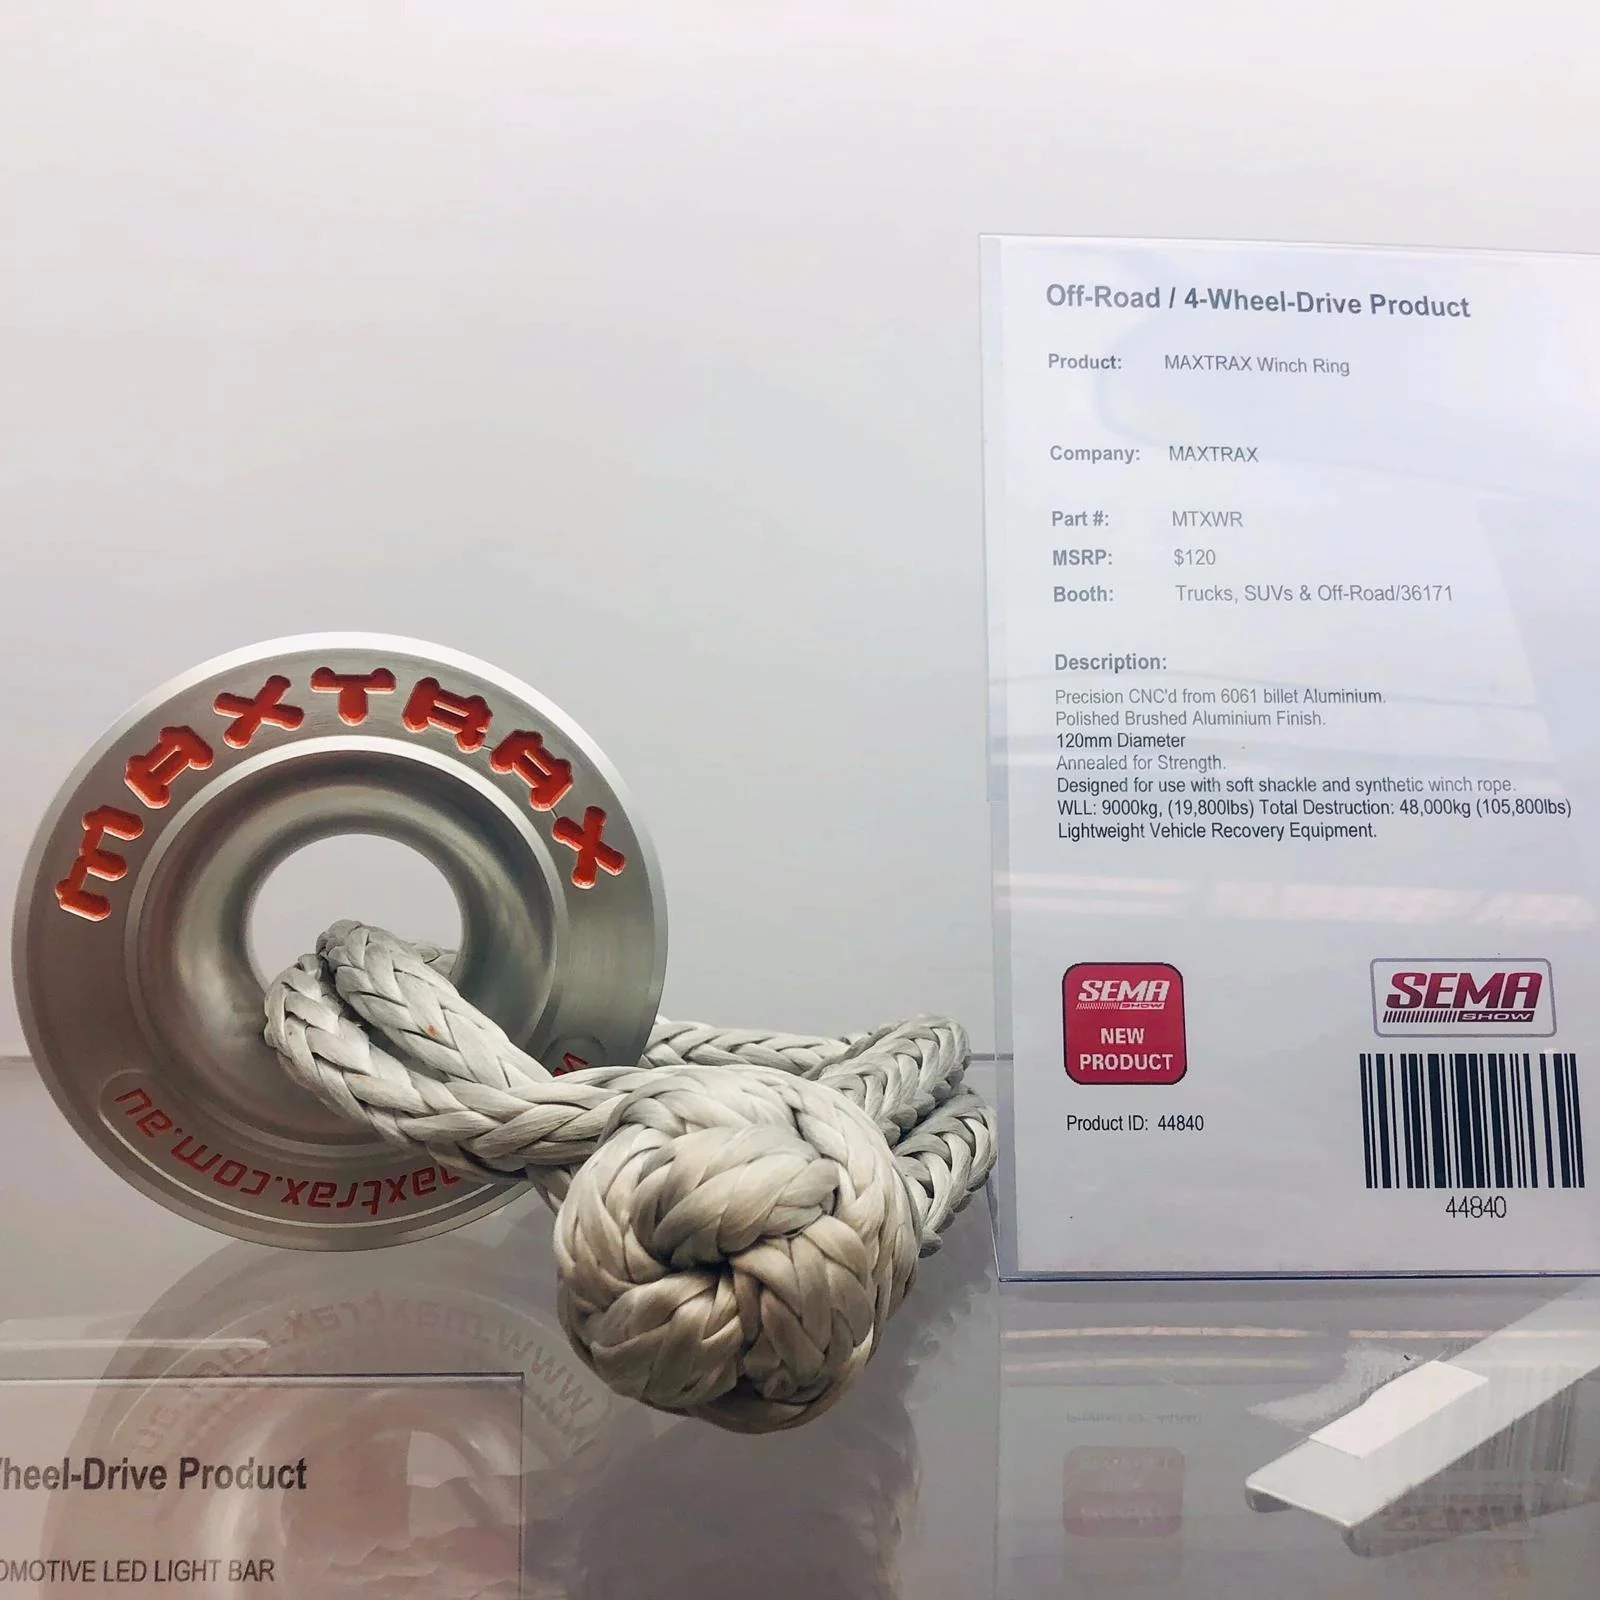 MAXTRAX
maxtrax.com.au
Off-Road / 4-Wheel-Drive Product
Product: MAXTRAX Winch Ring
Company: MAXTRAX
Part #: MTXWR
MSRP: $120
Booth: Trucks, SUVs & Off-Road/36171
Description:
Precision CNC'd from 6061 billet Aluminium.
Polished Brushed Aluminium Finish.
120mm Diameter
Annealed for Strength.
Designed for use with soft shackle and synthetic winch rope.
WLL: 9000kg, (19,800lbs) Total Destruction: 48,000kg (105,800lbs)
Lightweight Vehicle Recovery Equipment.
SEMA
SHOW
NEW
PRODUCT
SEMA
SHOW
Product ID: 44840
44840
heel-Drive Product
OMOTIVE LED LIGHT BAR